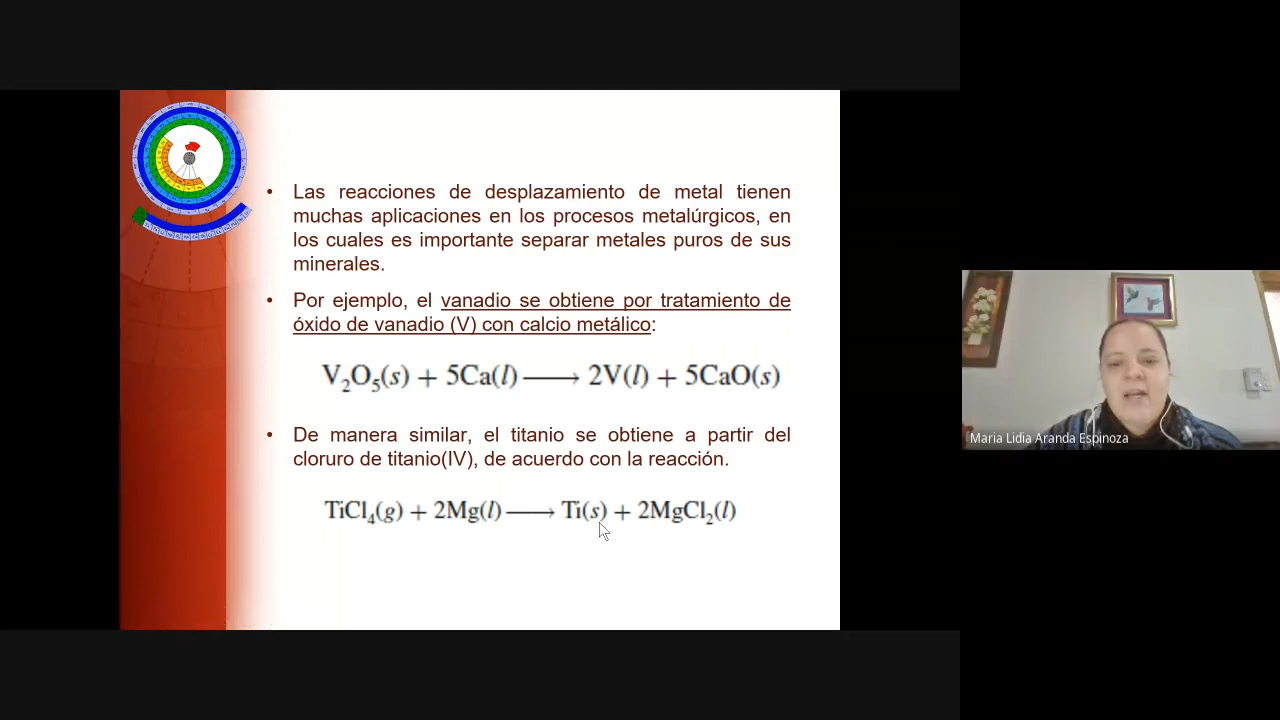 • Las reacciones de desplazamiento de metal tienen
muchas aplicaciones en los procesos metalúrgicos, en
los cuales es importante separar metales puros de sus
minerales.
• Por ejemplo, el vanadio se obtiene por tratamiento de
óxido de vanadio (V) con calcio metálico:
V₂O₅(s) + 5Ca(l) ⟶ 2V(l) + 5CaO(s)
• De manera similar, el titanio se obtiene a partir del
cloruro de titanio(IV), de acuerdo con la reacción.
TiCl₄(g) + 2Mg(l) ⟶ Ti(s) + 2MgCl₂(l)
Maria Lidia Aranda Espinoza